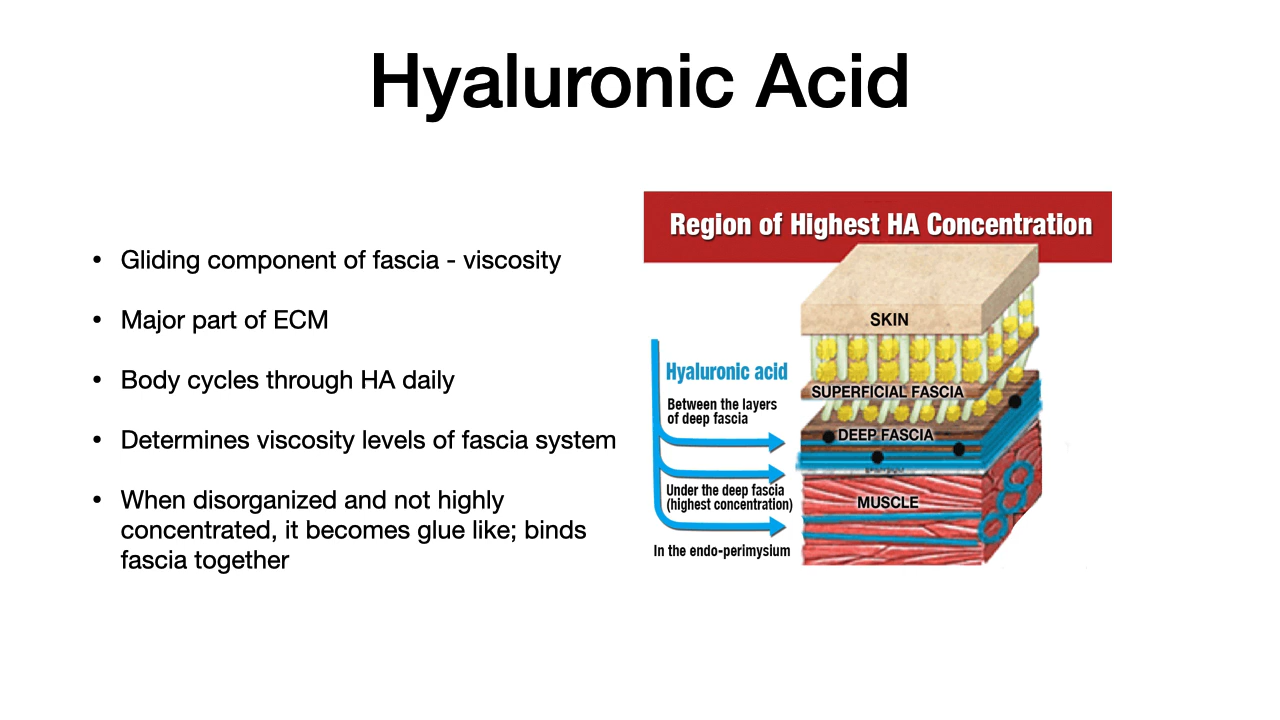 Hyaluronic Acid
• Gliding component of fascia - viscosity
• Major part of ECM
• Body cycles through HA daily
• Determines viscosity levels of fascia system
• When disorganized and not highly
concentrated, it becomes glue like; binds
fascia together
Region of Highest HA Concentration
SKIN
Hyaluronic acid
SUPERFICIAL FASCIA
Between the layers
of deep fascia
DEEP FASCIA
Under the deep fascia
(highest concentration)
MUSCLE
In the endo-perimysium